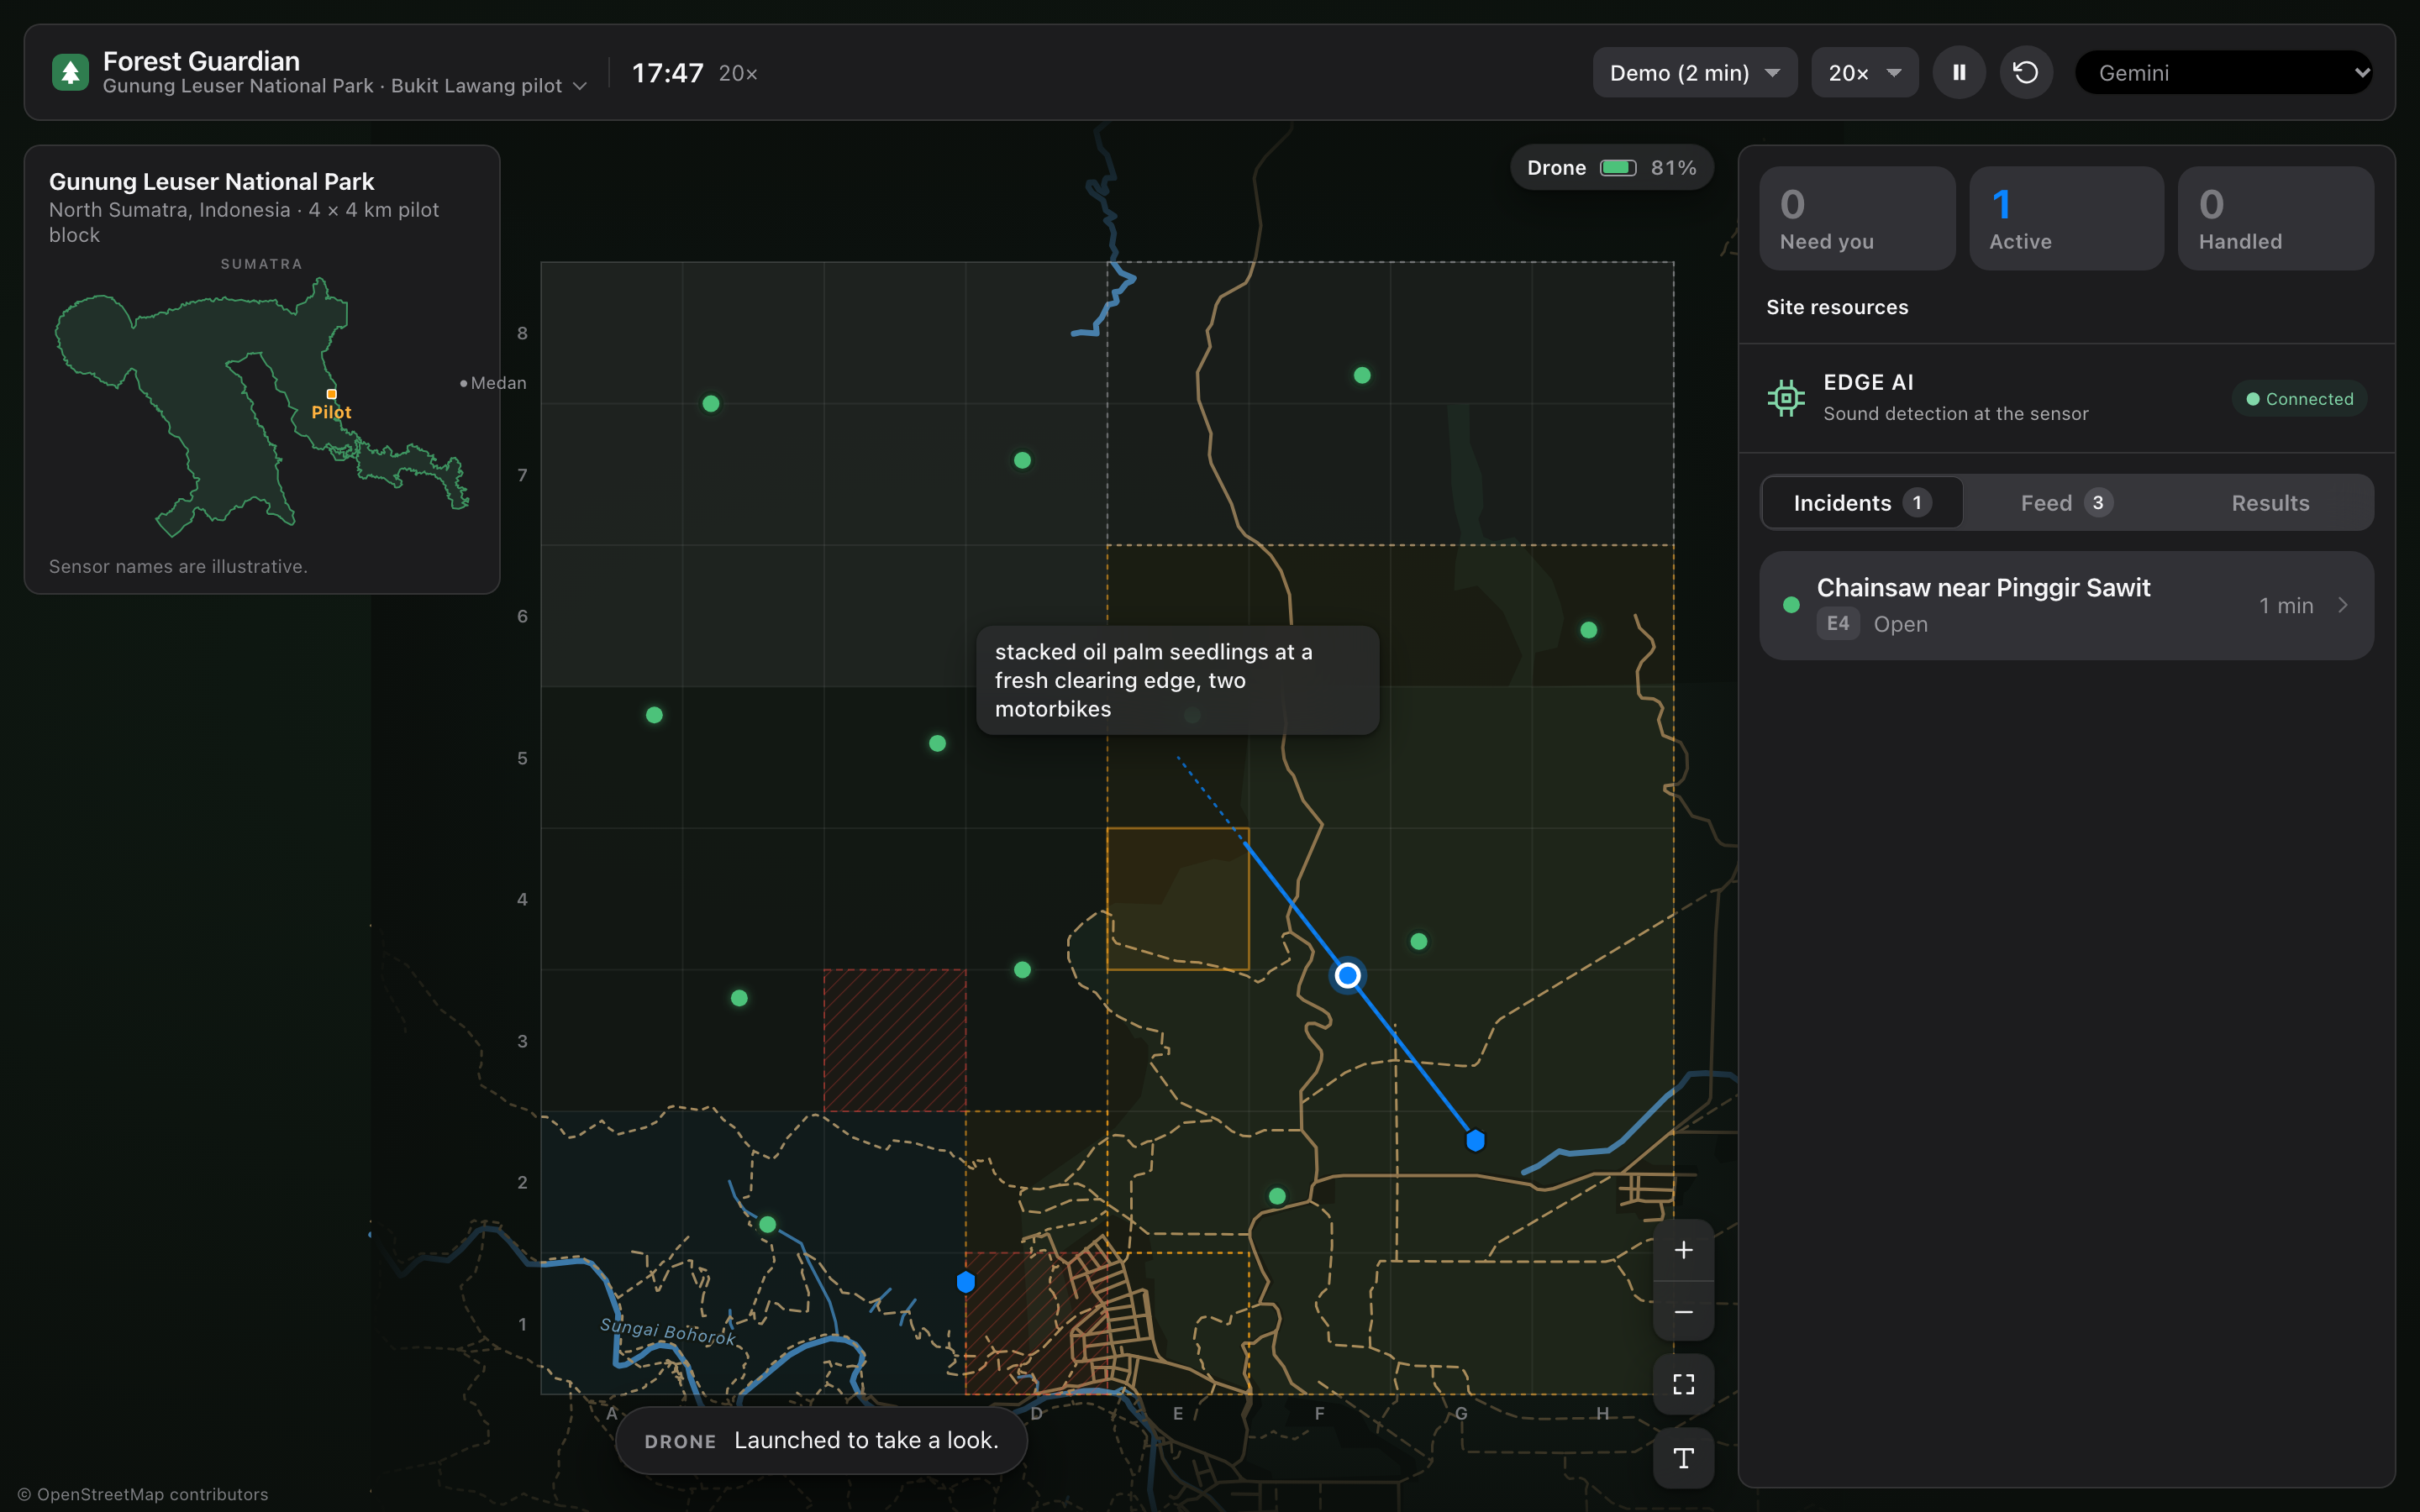 Forest Guardian
Gunung Leuser National Park · Bukit Lawang pilot
17:47 20×
Demo (2 min)
20×
Gemini
Gunung Leuser National Park
North Sumatra, Indonesia · 4 × 4 km pilot
block
SUMATRA
Medan
Pilot
Sensor names are illustrative.
Drone 81%
8
7
6
5
4
3
2
1
stacked oil palm seedlings at a
fresh clearing edge, two
motorbikes
Sungai Bohorok
A D E F G H
DRONE Launched to take a look.
T
© OpenStreetMap contributors
0
Need you
1
Active
0
Handled
Site resources
EDGE AI
Sound detection at the sensor
Connected
Incidents 1
Feed 3
Results
Chainsaw near Pinggir Sawit
E4 Open
1 min